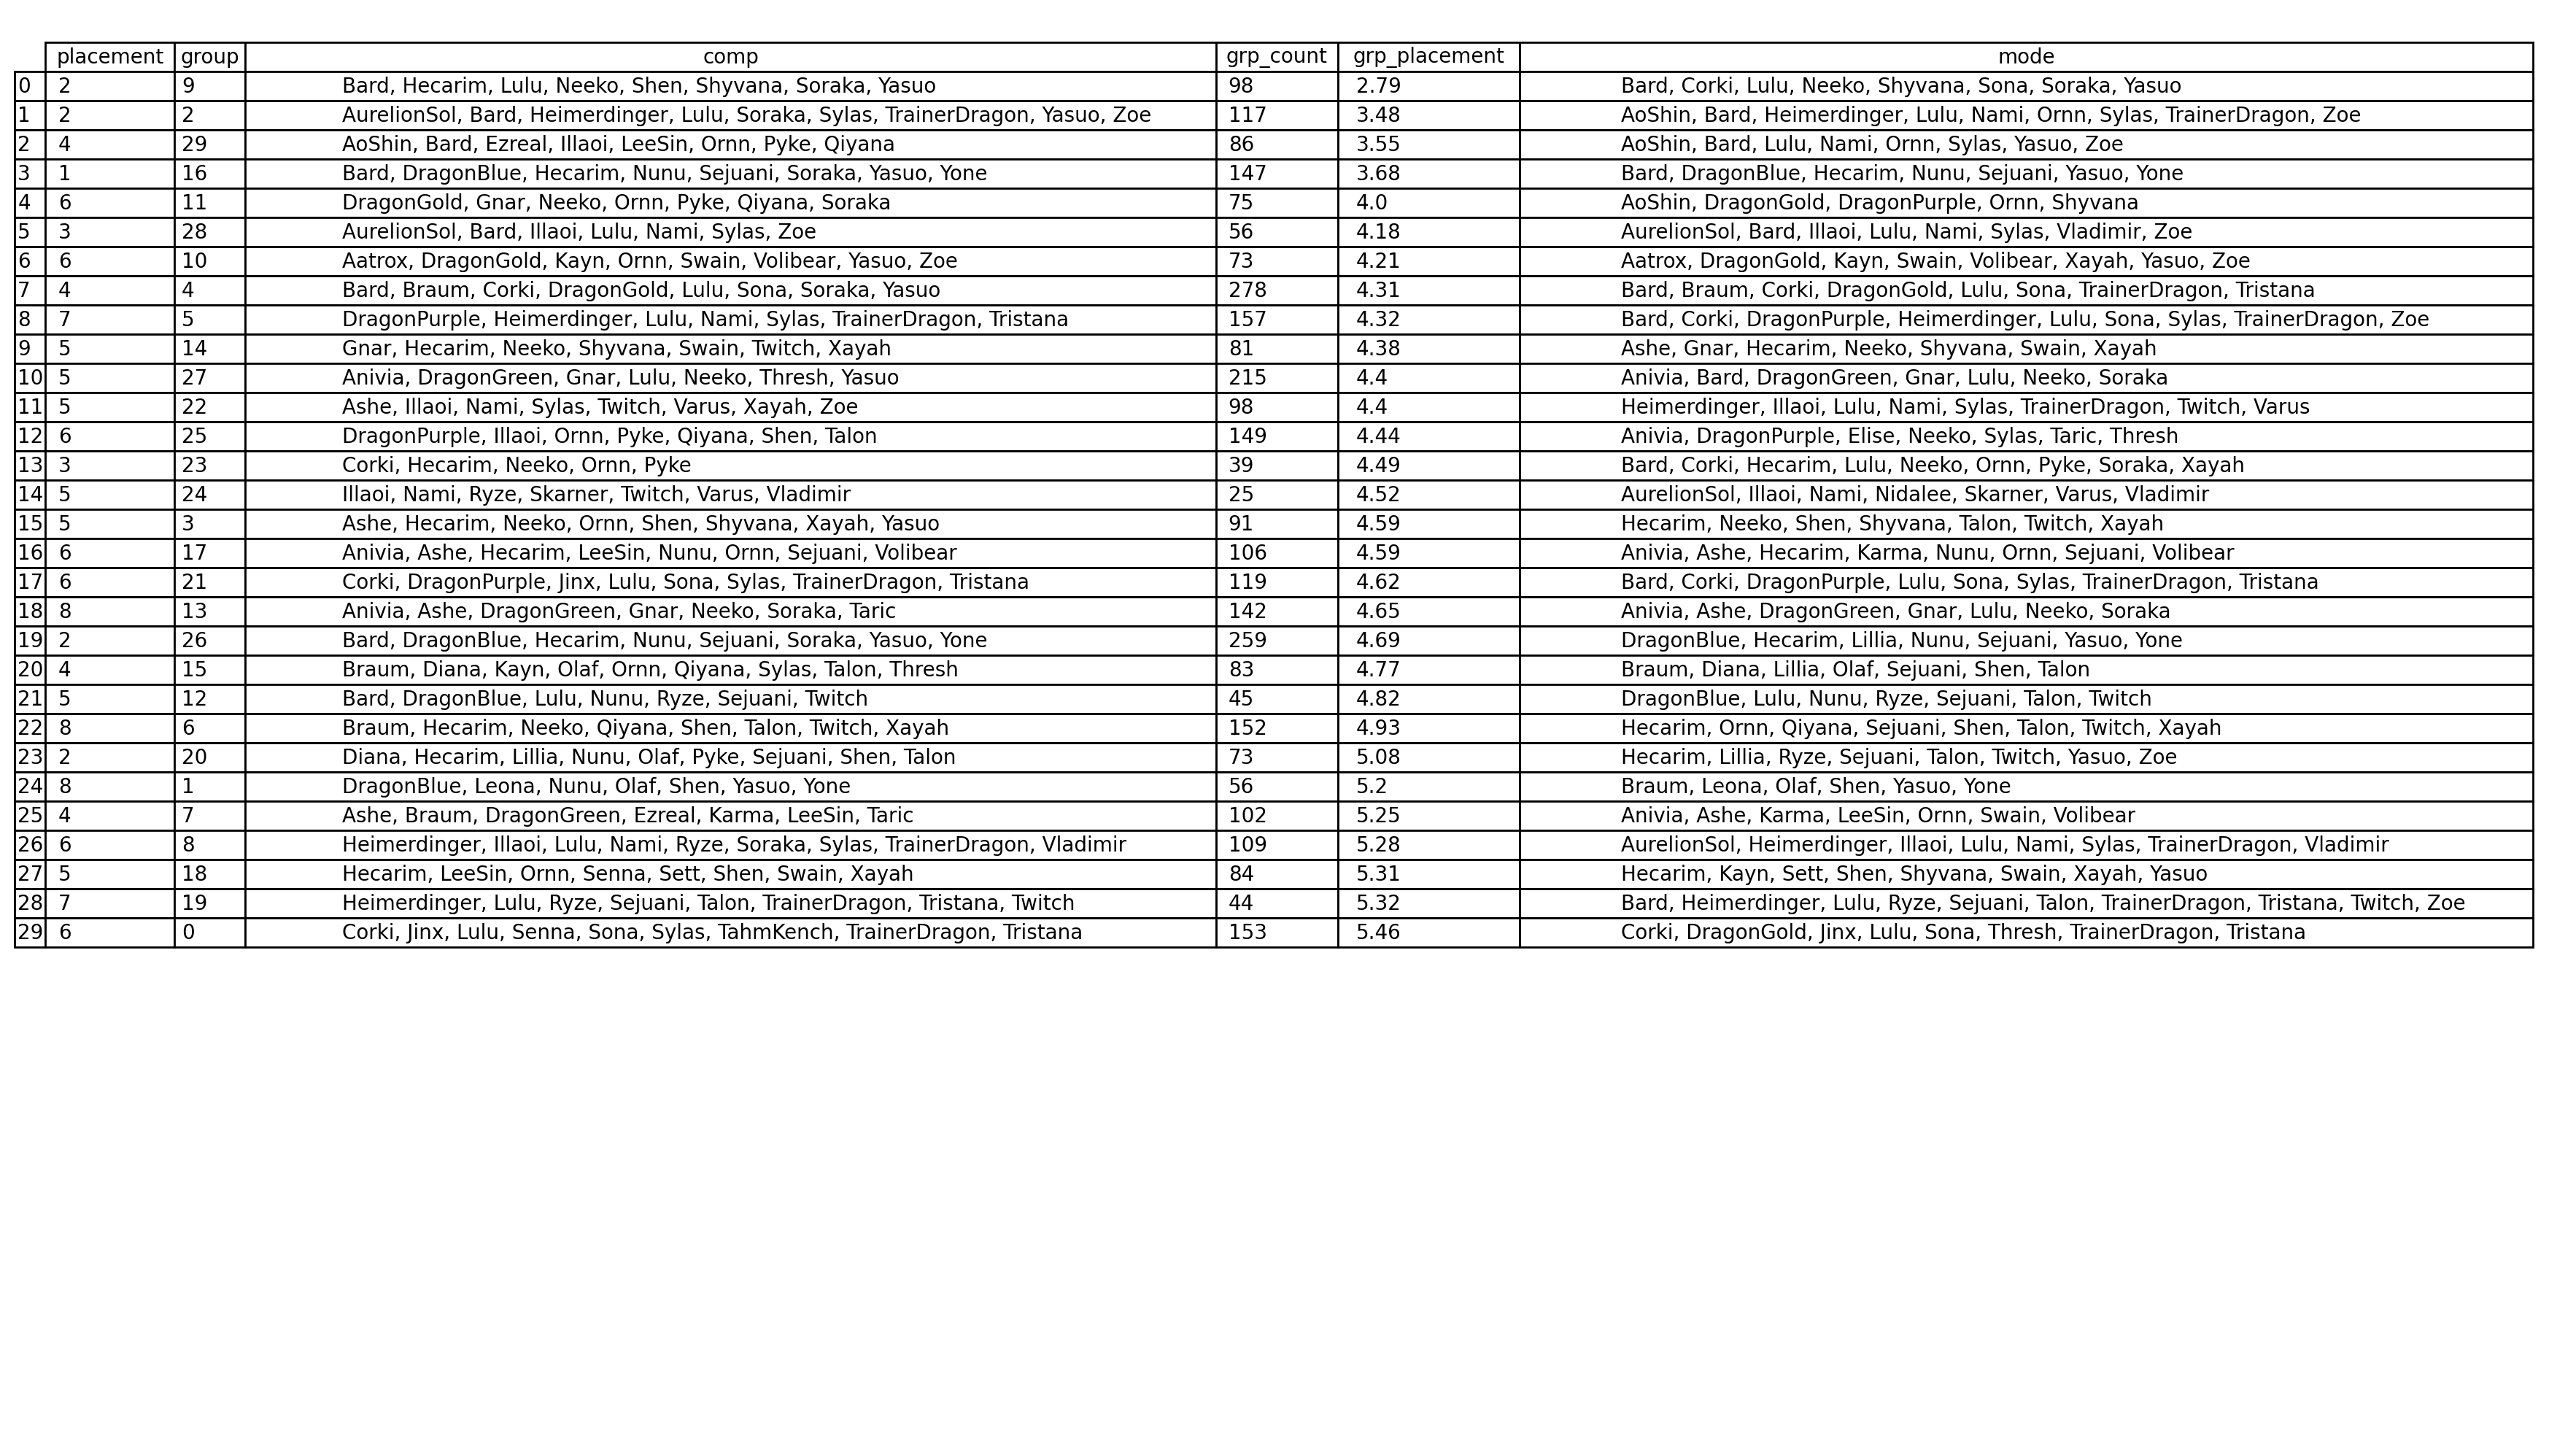 placement group comp grp_count grp_placement mode
0 2 9 Bard, Hecarim, Lulu, Neeko, Shen, Shyvana, Soraka, Yasuo 98 2.79 Bard, Corki, Lulu, Neeko, Shyvana, Sona, Soraka, Yasuo
1 2 2 AurelionSol, Bard, Heimerdinger, Lulu, Soraka, Sylas, TrainerDragon, Yasuo, Zoe 117 3.48 AoShin, Bard, Heimerdinger, Lulu, Nami, Ornn, Sylas, TrainerDragon, Zoe
2 4 29 AoShin, Bard, Ezreal, Illaoi, LeeSin, Ornn, Pyke, Qiyana 86 3.55 AoShin, Bard, Lulu, Nami, Ornn, Sylas, Yasuo, Zoe
3 1 16 Bard, DragonBlue, Hecarim, Nunu, Sejuani, Soraka, Yasuo, Yone 147 3.68 Bard, DragonBlue, Hecarim, Nunu, Sejuani, Yasuo, Yone
4 6 11 DragonGold, Gnar, Neeko, Ornn, Pyke, Qiyana, Soraka 75 4.0 AoShin, DragonGold, DragonPurple, Ornn, Shyvana
5 3 28 AurelionSol, Bard, Illaoi, Lulu, Nami, Sylas, Zoe 56 4.18 AurelionSol, Bard, Illaoi, Lulu, Nami, Sylas, Vladimir, Zoe
6 6 10 Aatrox, DragonGold, Kayn, Ornn, Swain, Volibear, Yasuo, Zoe 73 4.21 Aatrox, DragonGold, Kayn, Swain, Volibear, Xayah, Yasuo, Zoe
7 4 4 Bard, Braum, Corki, DragonGold, Lulu, Sona, Soraka, Yasuo 278 4.31 Bard, Braum, Corki, DragonGold, Lulu, Sona, TrainerDragon, Tristana
8 7 5 DragonPurple, Heimerdinger, Lulu, Nami, Sylas, TrainerDragon, Tristana 157 4.32 Bard, Corki, DragonPurple, Heimerdinger, Lulu, Sona, Sylas, TrainerDragon, Zoe
9 5 14 Gnar, Hecarim, Neeko, Shyvana, Swain, Twitch, Xayah 81 4.38 Ashe, Gnar, Hecarim, Neeko, Shyvana, Swain, Xayah
10 5 27 Anivia, DragonGreen, Gnar, Lulu, Neeko, Thresh, Yasuo 215 4.4 Anivia, Bard, DragonGreen, Gnar, Lulu, Neeko, Soraka
11 5 22 Ashe, Illaoi, Nami, Sylas, Twitch, Varus, Xayah, Zoe 98 4.4 Heimerdinger, Illaoi, Lulu, Nami, Sylas, TrainerDragon, Twitch, Varus
12 6 25 DragonPurple, Illaoi, Ornn, Pyke, Qiyana, Shen, Talon 149 4.44 Anivia, DragonPurple, Elise, Neeko, Sylas, Taric, Thresh
13 3 23 Corki, Hecarim, Neeko, Ornn, Pyke 39 4.49 Bard, Corki, Hecarim, Lulu, Neeko, Ornn, Pyke, Soraka, Xayah
14 5 24 Illaoi, Nami, Ryze, Skarner, Twitch, Varus, Vladimir 25 4.52 AurelionSol, Illaoi, Nami, Nidalee, Skarner, Varus, Vladimir
15 5 3 Ashe, Hecarim, Neeko, Ornn, Shen, Shyvana, Xayah, Yasuo 91 4.59 Hecarim, Neeko, Shen, Shyvana, Talon, Twitch, Xayah
16 6 17 Anivia, Ashe, Hecarim, LeeSin, Nunu, Ornn, Sejuani, Volibear 106 4.59 Anivia, Ashe, Hecarim, Karma, Nunu, Ornn, Sejuani, Volibear
17 6 21 Corki, DragonPurple, Jinx, Lulu, Sona, Sylas, TrainerDragon, Tristana 119 4.62 Bard, Corki, DragonPurple, Lulu, Sona, Sylas, TrainerDragon, Tristana
18 8 13 Anivia, Ashe, DragonGreen, Gnar, Neeko, Soraka, Taric 142 4.65 Anivia, Ashe, DragonGreen, Gnar, Lulu, Neeko, Soraka
19 2 26 Bard, DragonBlue, Hecarim, Nunu, Sejuani, Soraka, Yasuo, Yone 259 4.69 DragonBlue, Hecarim, Lillia, Nunu, Sejuani, Yasuo, Yone
20 4 15 Braum, Diana, Kayn, Olaf, Ornn, Qiyana, Sylas, Talon, Thresh 83 4.77 Braum, Diana, Lillia, Olaf, Sejuani, Shen, Talon
21 5 12 Bard, DragonBlue, Lulu, Nunu, Ryze, Sejuani, Twitch 45 4.82 DragonBlue, Lulu, Nunu, Ryze, Sejuani, Talon, Twitch
22 8 6 Braum, Hecarim, Neeko, Qiyana, Shen, Talon, Twitch, Xayah 152 4.93 Hecarim, Ornn, Qiyana, Sejuani, Shen, Talon, Twitch, Xayah
23 2 20 Diana, Hecarim, Lillia, Nunu, Olaf, Pyke, Sejuani, Shen, Talon 73 5.08 Hecarim, Lillia, Ryze, Sejuani, Talon, Twitch, Yasuo, Zoe
24 8 1 DragonBlue, Leona, Nunu, Olaf, Shen, Yasuo, Yone 56 5.2 Braum, Leona, Olaf, Shen, Yasuo, Yone
25 4 7 Ashe, Braum, DragonGreen, Ezreal, Karma, LeeSin, Taric 102 5.25 Anivia, Ashe, Karma, LeeSin, Ornn, Swain, Volibear
26 6 8 Heimerdinger, Illaoi, Lulu, Nami, Ryze, Soraka, Sylas, TrainerDragon, Vladimir 109 5.28 AurelionSol, Heimerdinger, Illaoi, Lulu, Nami, Sylas, TrainerDragon, Vladimir
27 5 18 Hecarim, LeeSin, Ornn, Senna, Sett, Shen, Swain, Xayah 84 5.31 Hecarim, Kayn, Sett, Shen, Shyvana, Swain, Xayah, Yasuo
28 7 19 Heimerdinger, Lulu, Ryze, Sejuani, Talon, TrainerDragon, Tristana, Twitch 44 5.32 Bard, Heimerdinger, Lulu, Ryze, Sejuani, Talon, TrainerDragon, Tristana, Twitch, Zoe
29 6 0 Corki, Jinx, Lulu, Senna, Sona, Sylas, TahmKench, TrainerDragon, Tristana 153 5.46 Corki, DragonGold, Jinx, Lulu, Sona, Thresh, TrainerDragon, Tristana